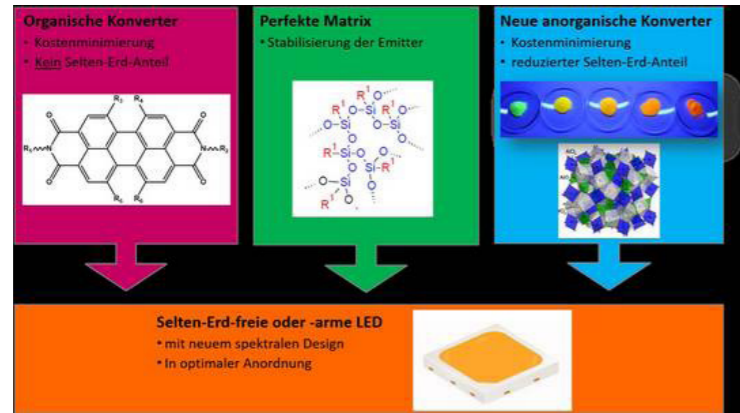 Organische Konverter
• Kostenminimierung
• Kein Selten-Erd-Anteil
Perfekte Matrix
• Stabilisierung der Emitter
Neue anorganische Konverter
• Kostenminimierung
• reduzierter Selten-Erd-Anteil
Selten-Erd-freie oder -arme LED
• mit neuem spektralen Design
• In optimaler Anordnung